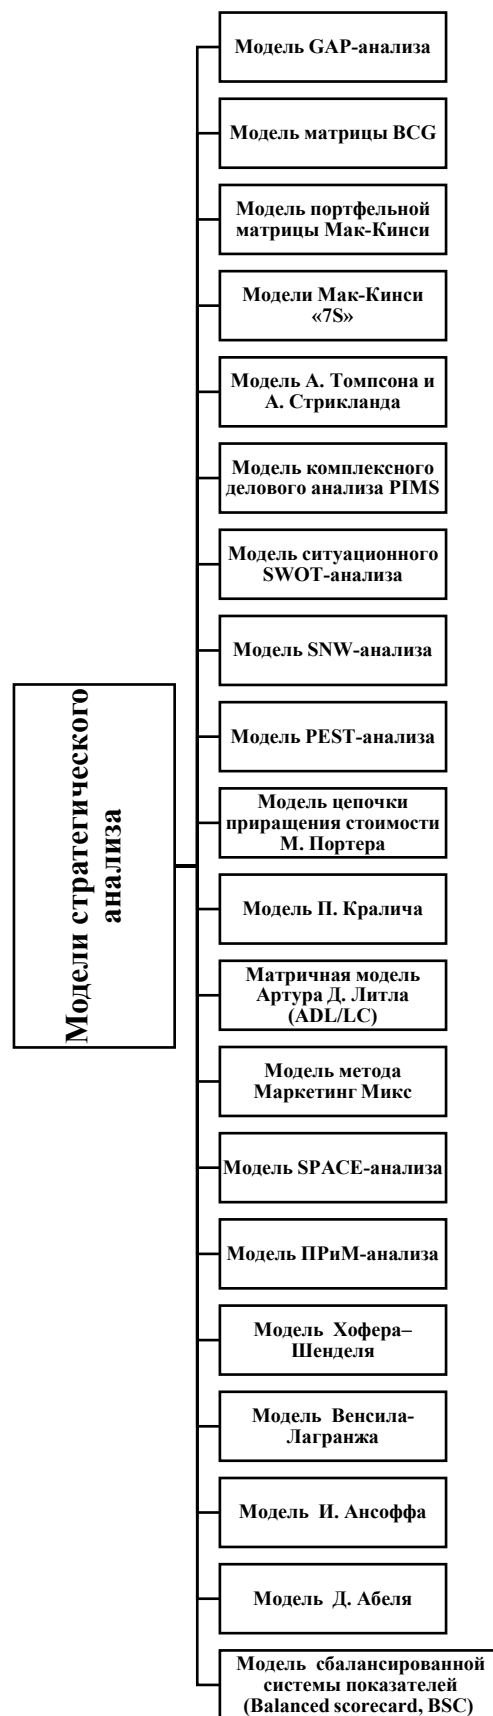 Модели стратегического
анализа
Модель GAP-анализа
Модель матрицы BCG
Модель портфельной
матрицы Мак-Кинси
Модели Мак-Кинси
«7S»
Модель А. Томпсона и
А. Стрикланда
Модель комплексного
делового анализа PIMS
Модель ситуационного
SWOT-анализа
Модель SNW-анализа
Модель PEST-анализа
Модель цепочки
приращения стоимости
М. Портера
Модель П. Кралича
Матричная модель
Артура Д. Литла
(ADL/LC)
Модель метода
Маркетинг Микс
Модель SPACE-анализа
Модель ПРиМ-анализа
Модель Хофера–
Шенделя
Модель Венсила-
Лагранжа
Модель И. Ансоффа
Модель Д. Абеля
Модель сбалансированной
системы показателей
(Balanced scorecard, BSC)